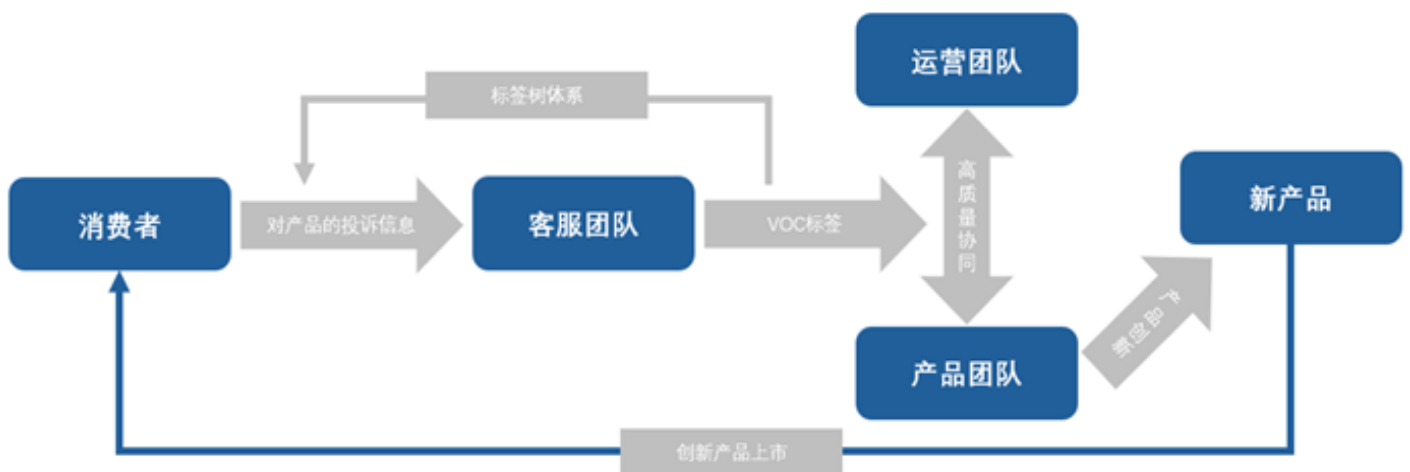 运营团队
标签树体系
消费者
对产品的投诉信息
客服团队
VOC标签
高质量协同
新产品
产品创新
产品团队
创新产品上市